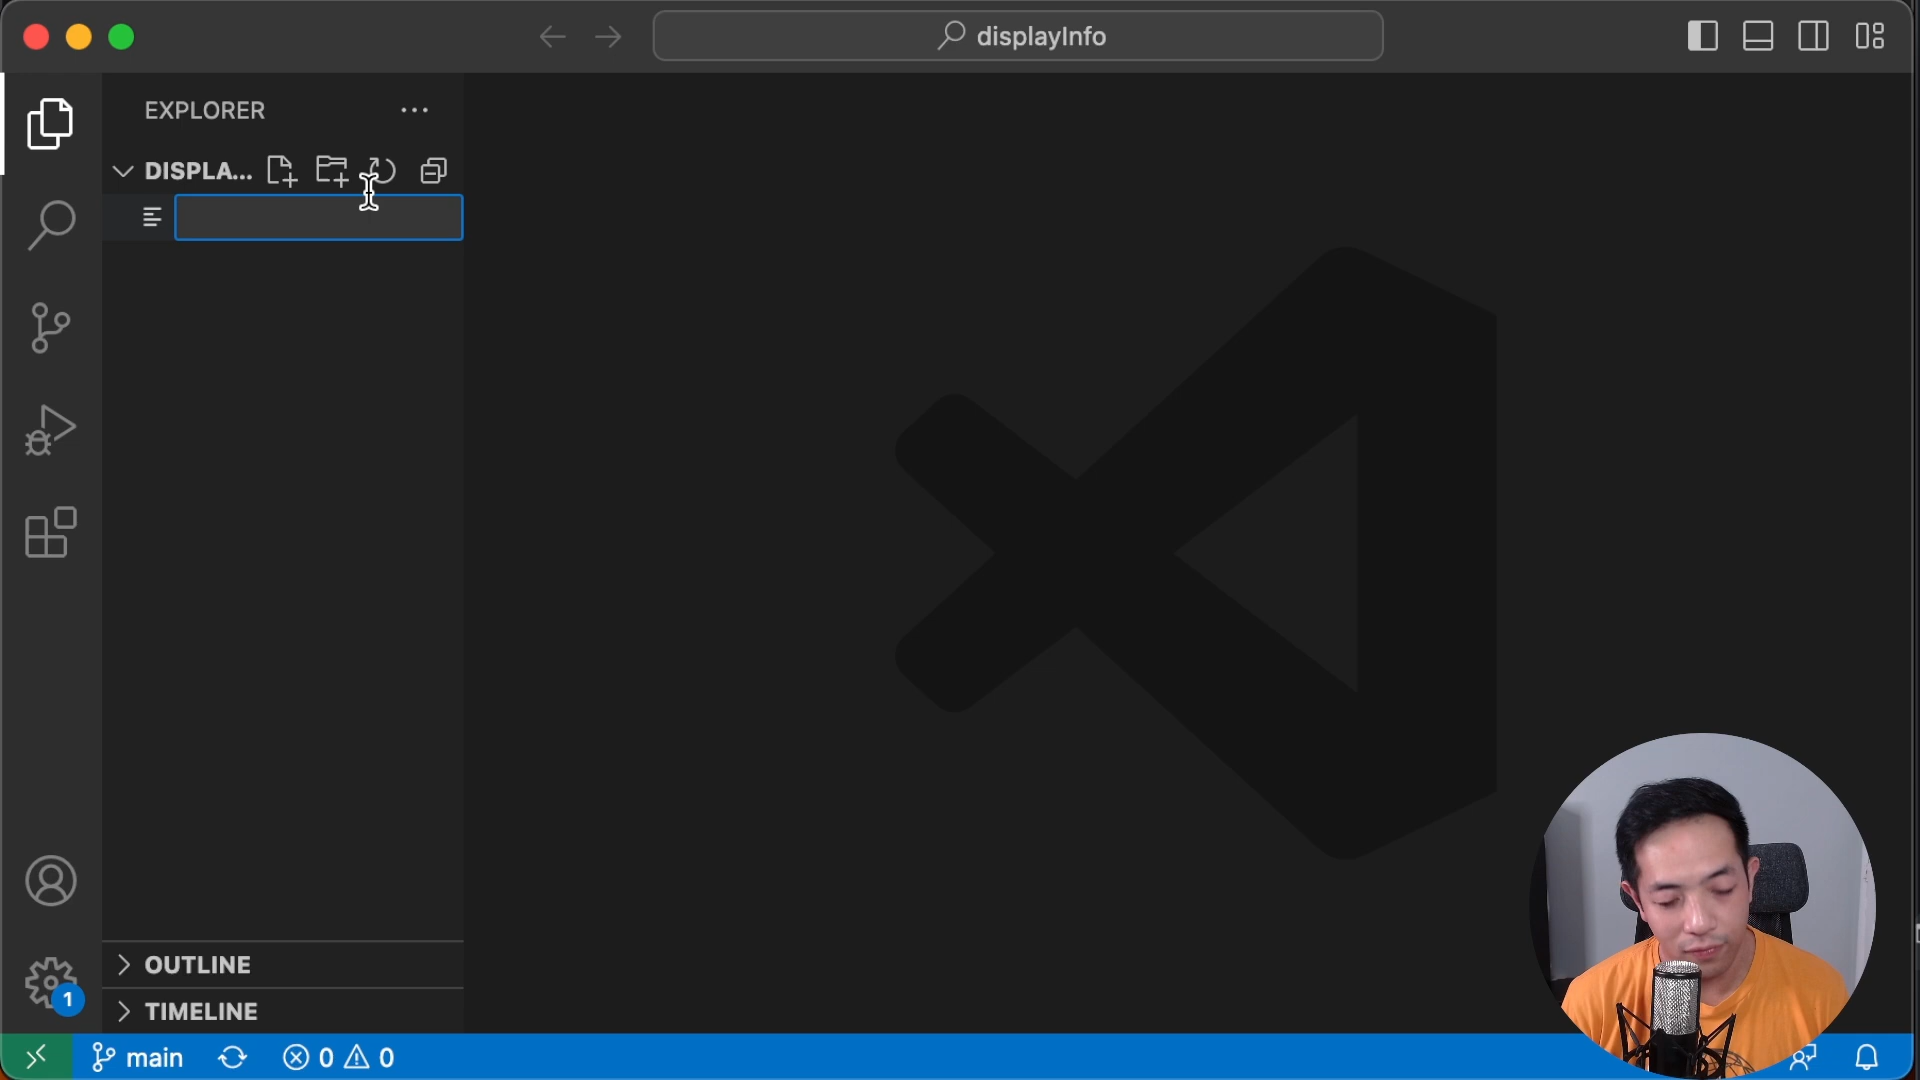 displayInfo
EXPLORER
DISPLA...
OUTLINE
TIMELINE
1
main
0
0